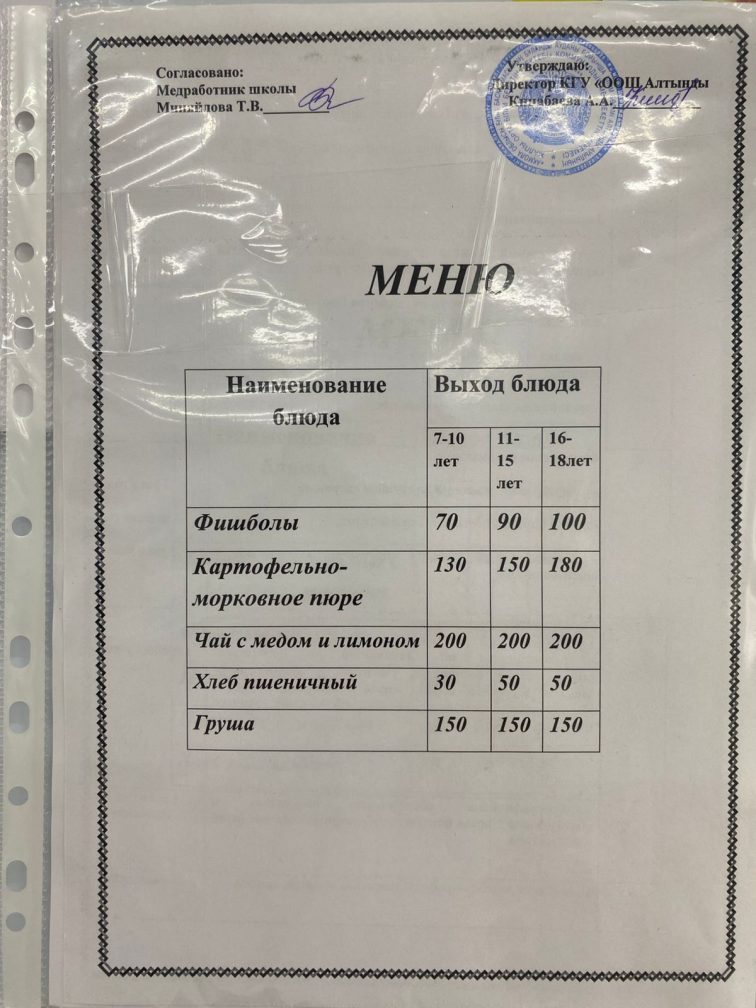 Согласовано:
Медработник школы
Минайлова Т.В.
Утверждаю:
Директор КГУ «ООШ Алтынды
А.А.
МЕНЮ
Наименование
блюда
Выход блюда
7-10
лет
11-
15
лет
16-
18лет
Фишболы 70 90 100
Картофельно-
морковное пюре
130 150 180
Чай с медом и лимоном 200 200 200
Хлеб пшеничный 30 50 50
Груша 150 150 150